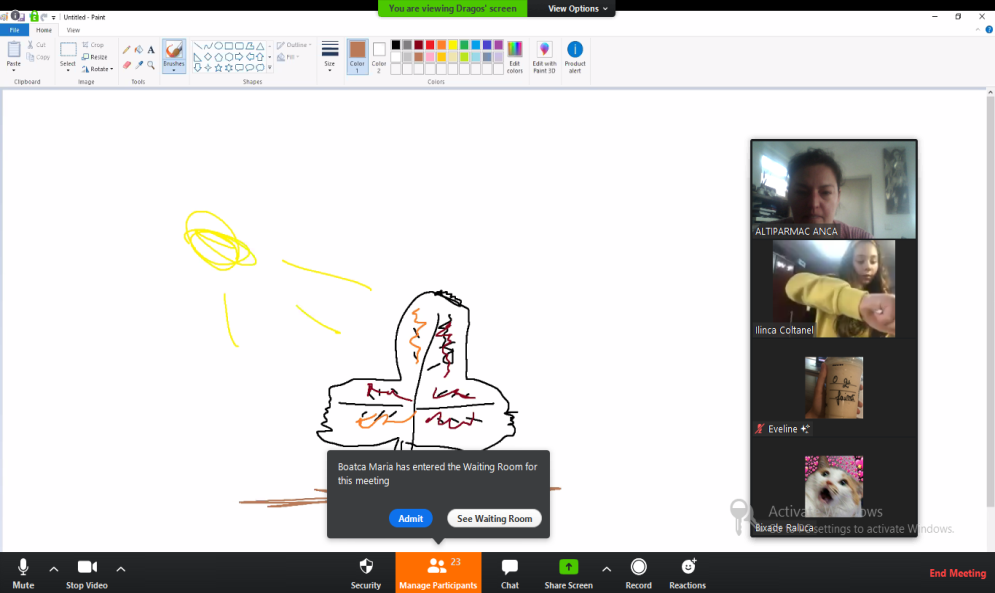 You are viewing Dragos' screen
View Options
Untitled - Paint
File
Home
View
Paste
Cut
Copy
Clipboard
Select
Crop
Resize
Rotate
Image
A
Tools
Brushes
Outline
Fill
Shapes
Size
Color
1
Color
2
Edit
colors
Edit with
Paint 3D
Product
alert
Colors
ALTIPARMAC ANCA
Ilinca Coltanel
Eveline
Bixade Raluca
Activate Windows
Go to PC settings to activate Windows.
Boatca Maria has entered the Waiting Room for
this meeting
Admit
See Waiting Room
Mute
Stop Video
Security
23
Manage Participants
Chat
Share Screen
Record
Reactions
End Meeting